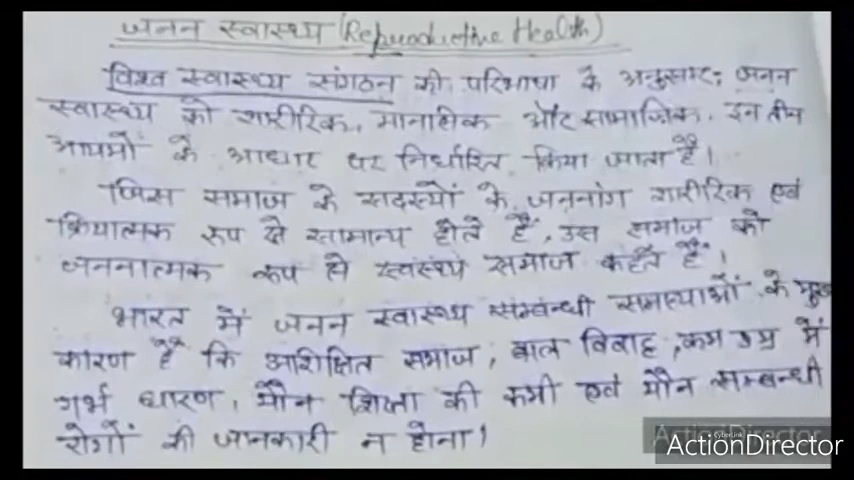 जनन स्वास्थ्य (Reproductive Health)
विश्व स्वास्थ्य संगठन की परिभाषा के अनुसार; जनन
स्वास्थ्य को शारीरिक, मानसिक और सामाजिक, इन तीन
आयामों के आधार पर निर्धारित किया जाता है।
जिस समाज के सदस्यों के जननांग शारीरिक एवं
क्रियात्मक रूप से सामान्य होते हैं, उस समाज को
जननात्मक रूप से स्वस्थ्य समाज कहते हैं।
भारत में जनन स्वास्थ्य सम्बन्धी समस्याओं के मुख्य
कारण हैं कि अशिक्षित समाज, बाल विवाह, कम उम्र में
गर्भ धारण, यौन शिक्षा की कमी एवं यौन सम्बन्धी
रोगों की जानकारी न होना।
CyberLink
ActionDirector
ActionDirector